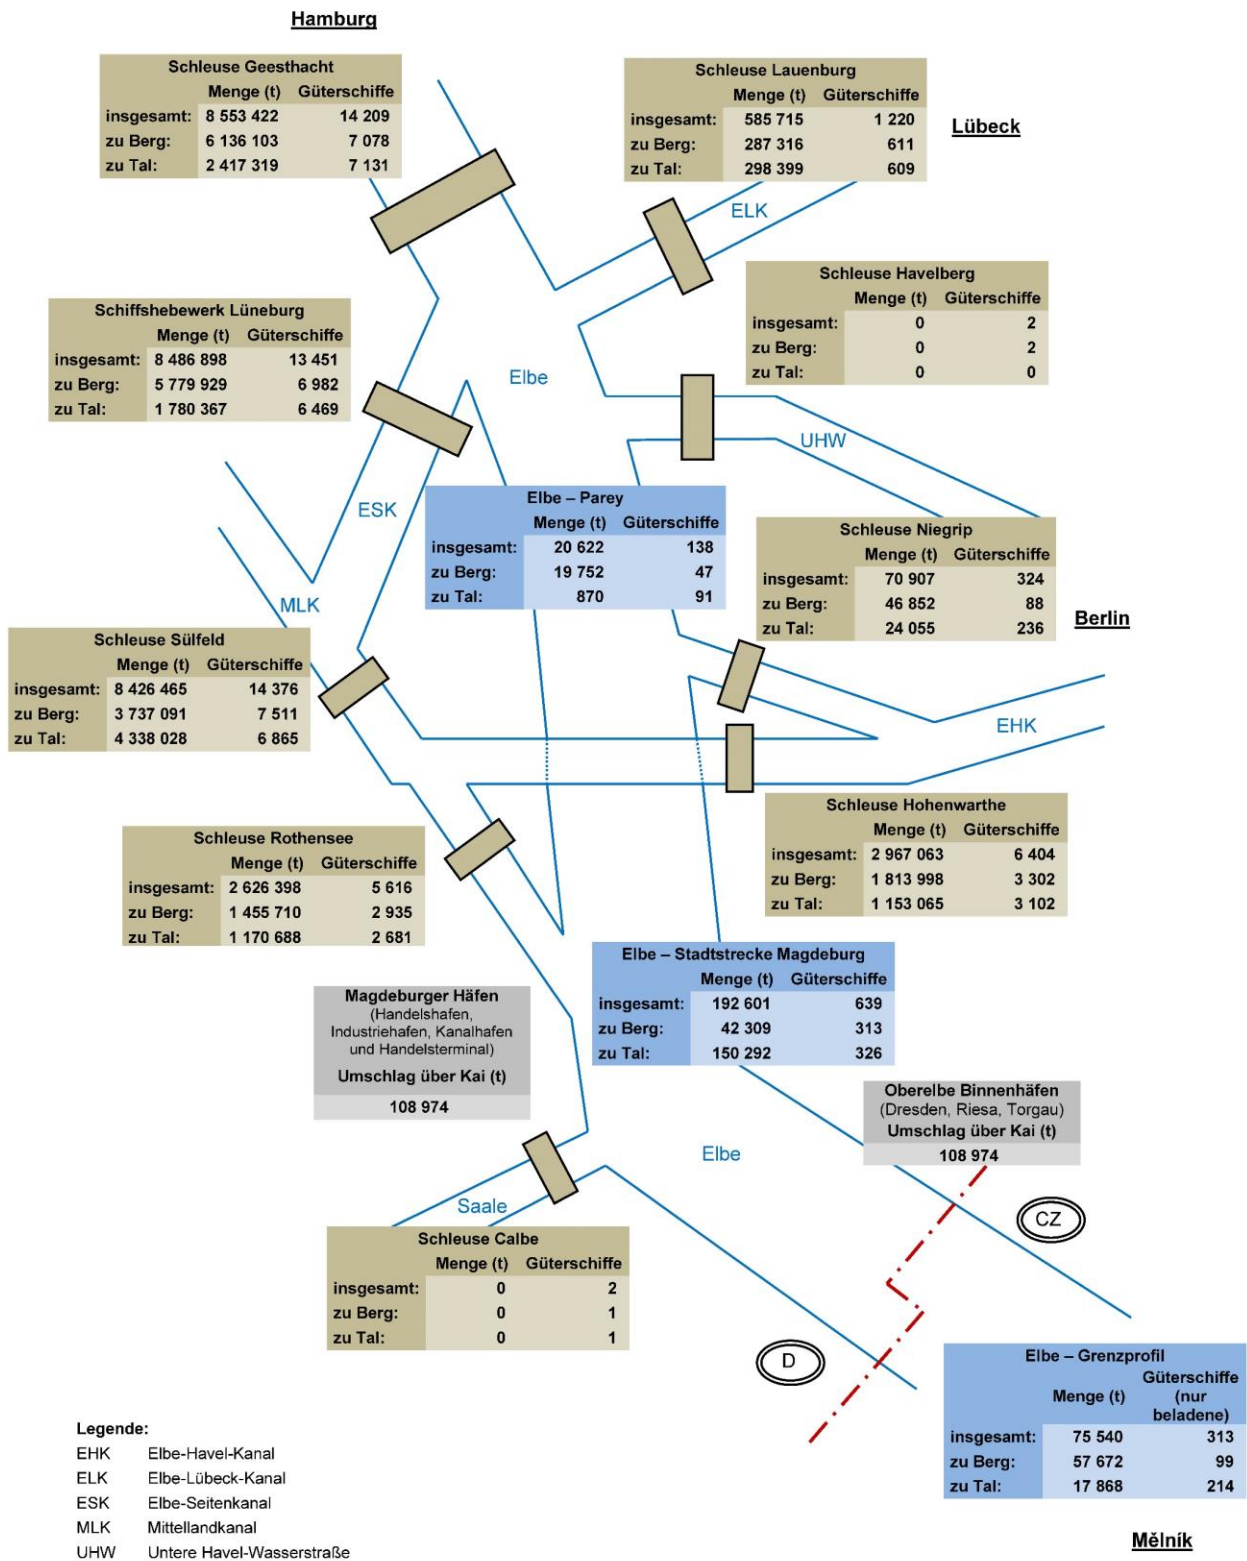 Hamburg
Schleuse Geesthacht
Menge (t) Güterschiffe
insgesamt: 8 553 422 14 209
zu Berg: 6 136 103 7 078
zu Tal: 2 417 319 7 131
Schleuse Lauenburg
Menge (t) Güterschiffe
insgesamt: 585 715 1 220
zu Berg: 287 316 611
zu Tal: 298 399 609
Lübeck
ELK
Schleuse Havelberg
Menge (t) Güterschiffe
insgesamt: 0 2
zu Berg: 0 2
zu Tal: 0 0
Schiffshebewerk Lüneburg
Menge (t) Güterschiffe
insgesamt: 8 486 898 13 451
zu Berg: 5 779 929 6 982
zu Tal: 1 780 367 6 469
Elbe
UHW
ESK
Elbe – Parey
Menge (t) Güterschiffe
insgesamt: 20 622 138
zu Berg: 19 752 47
zu Tal: 870 91
Schleuse Niegrip
Menge (t) Güterschiffe
insgesamt: 70 907 324
zu Berg: 46 852 88
zu Tal: 24 055 236
Berlin
MLK
Schleuse Sülfeld
Menge (t) Güterschiffe
insgesamt: 8 426 465 14 376
zu Berg: 3 737 091 7 511
zu Tal: 4 338 028 6 865
EHK
Schleuse Hohenwarthe
Menge (t) Güterschiffe
insgesamt: 2 967 063 6 404
zu Berg: 1 813 998 3 302
zu Tal: 1 153 065 3 102
Schleuse Rothensee
Menge (t) Güterschiffe
insgesamt: 2 626 398 5 616
zu Berg: 1 455 710 2 935
zu Tal: 1 170 688 2 681
Elbe – Stadtstrecke Magdeburg
Menge (t) Güterschiffe
insgesamt: 192 601 639
zu Berg: 42 309 313
zu Tal: 150 292 326
Magdeburger Häfen
(Handelshafen,
Industriehafen, Kanalhafen
und Handelsterminal)
Umschlag über Kai (t)
108 974
Oberelbe Binnenhäfen
(Dresden, Riesa, Torgau)
Umschlag über Kai (t)
108 974
Elbe
Saale
CZ
Schleuse Calbe
Menge (t) Güterschiffe
insgesamt: 0 2
zu Berg: 0 1
zu Tal: 0 1
D
Elbe – Grenzprofil
Menge (t) Güterschiffe
(nur
beladene)
insgesamt: 75 540 313
zu Berg: 57 672 99
zu Tal: 17 868 214
Legende:
EHK Elbe-Havel-Kanal
ELK Elbe-Lübeck-Kanal
ESK Elbe-Seitenkanal
MLK Mittellandkanal
UHW Untere Havel-Wasserstraße
Mělník